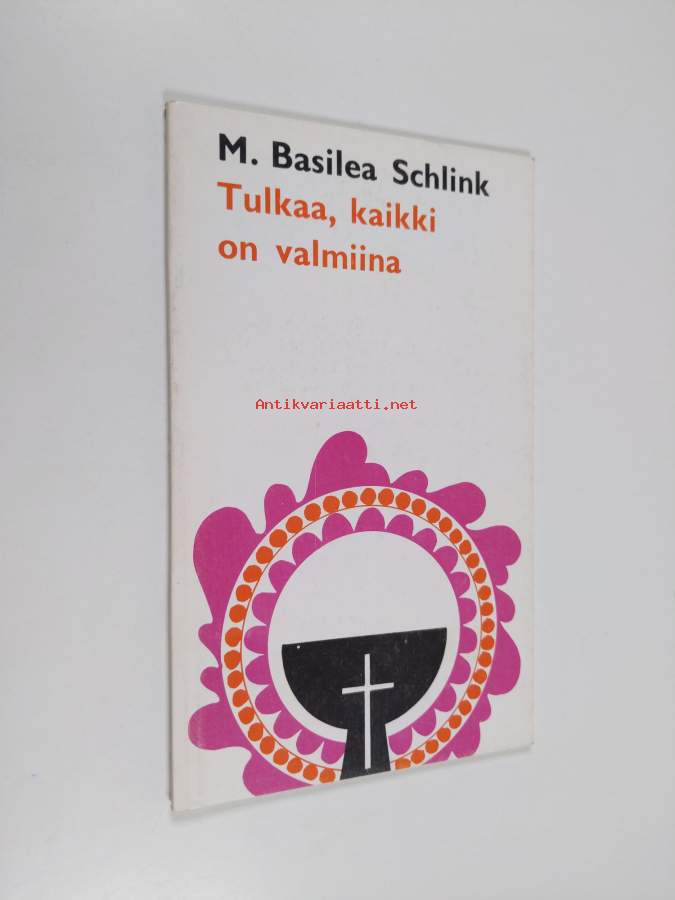 M. Basilea Schlink
Tulkaa, kaikki
on valmiina
Antikvariaatti.net